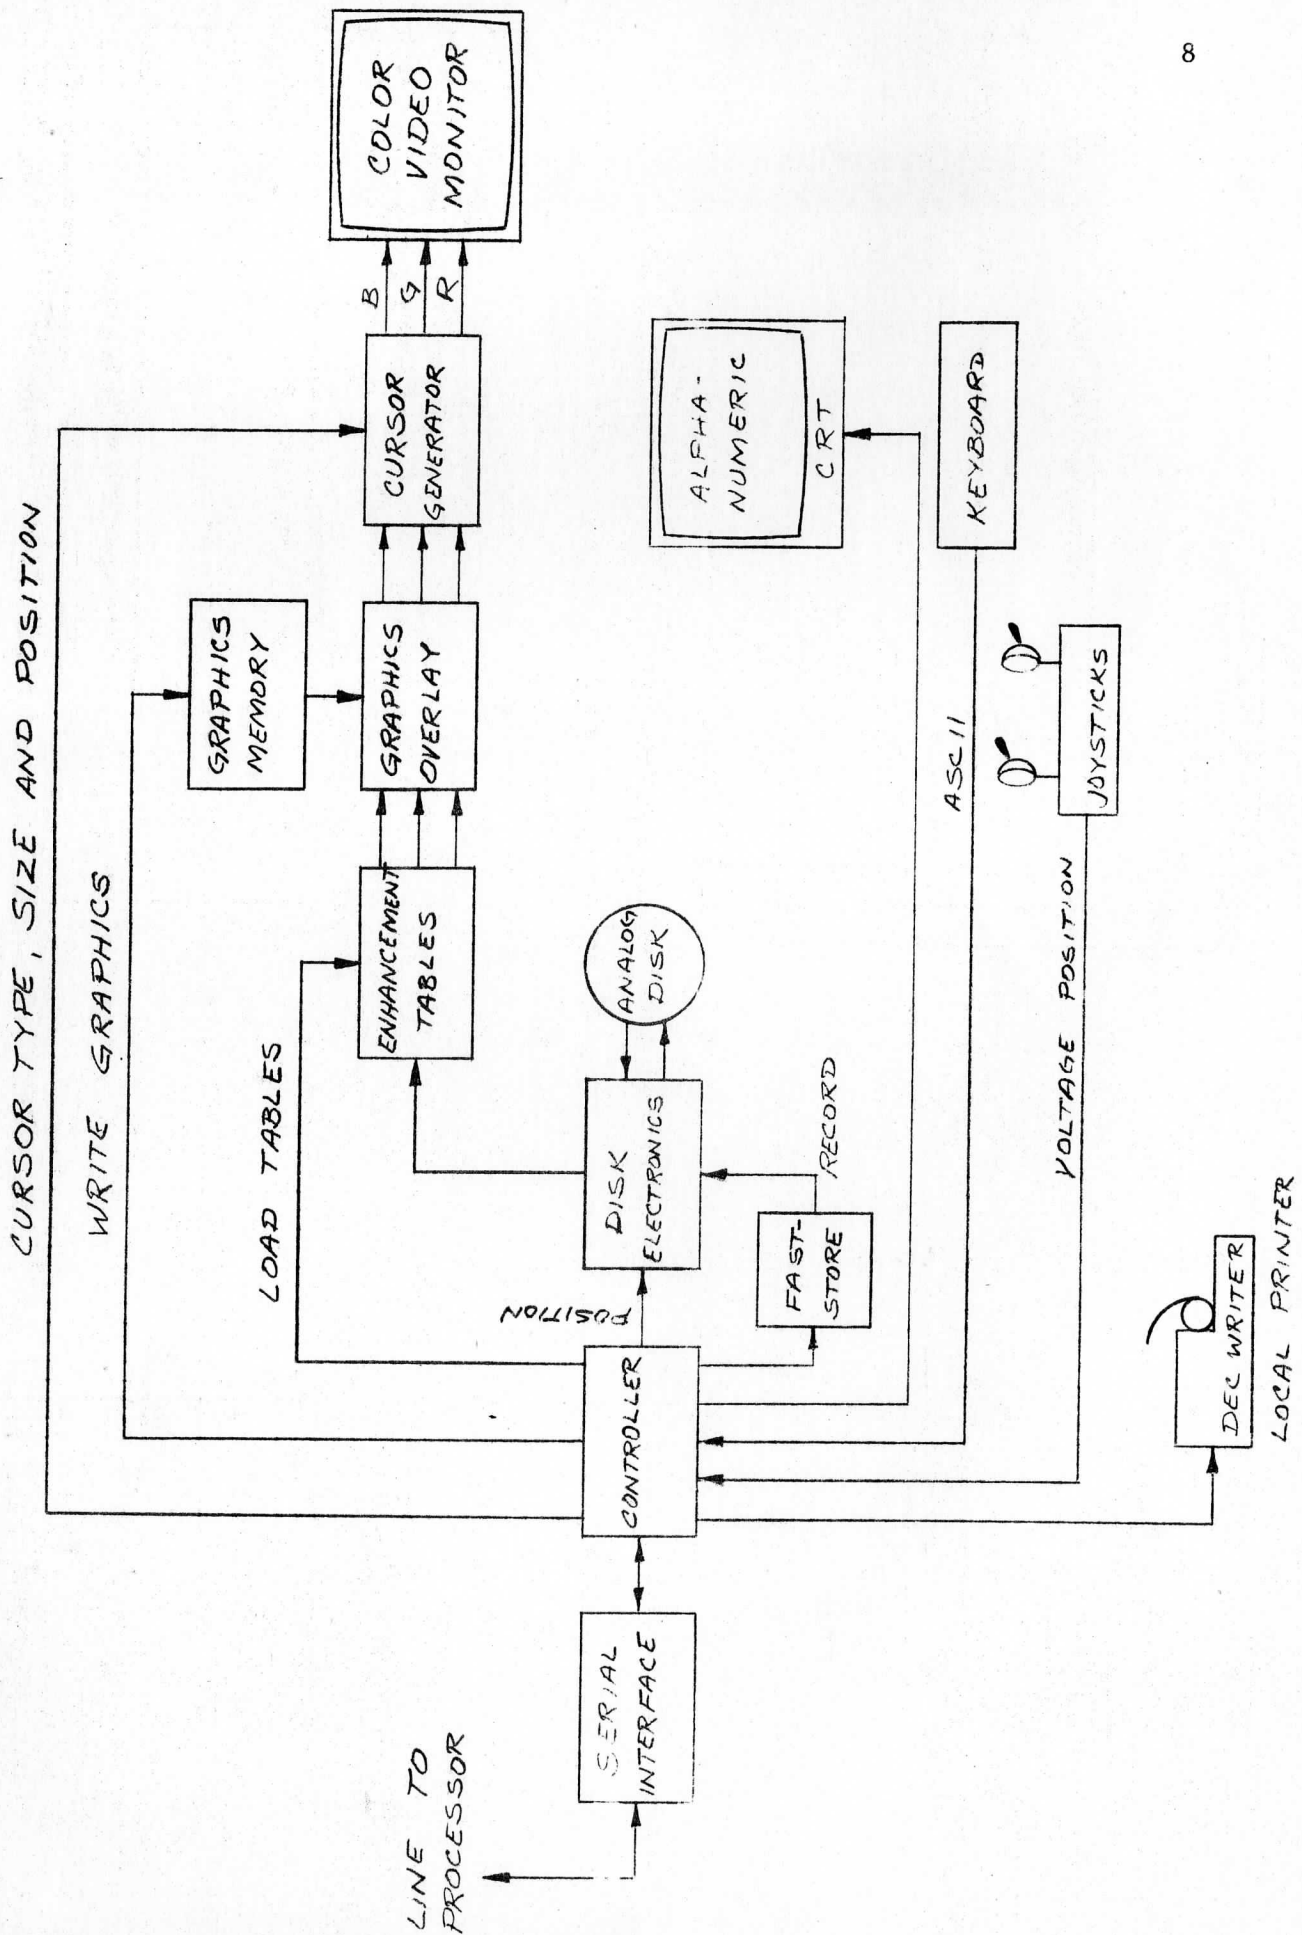 8
CURSOR TYPE, SIZE AND POSITION
WRITE GRAPHICS
LOAD TABLES
GRAPHICS
MEMORY
COLOR
VIDEO
MONITOR
B
G
R
CURSOR
GENERATOR
GRAPHICS
OVERLAY
ENHANCEMENT
TABLES
LINE TO
PROCESSOR
SERIAL
INTERFACE
CONTROLLER
POSITION
DISK
ELECTRONICS
ANALOG
DISK
FAST-
STORE
RECORD
ALPHA-
NUMERIC
CRT
ASCII
KEYBOARD
VOLTAGE POSITION
JOYSTICKS
DEC WRITER
LOCAL PRINTER